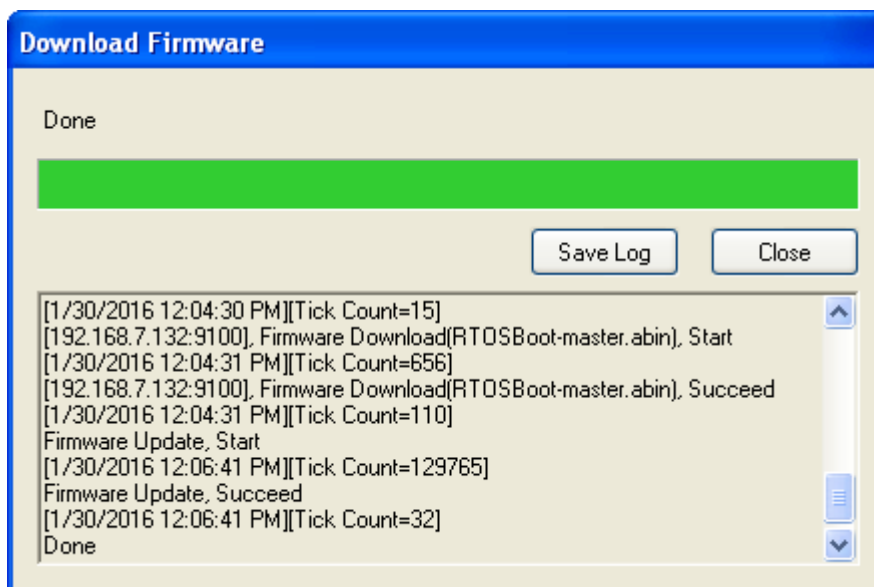 Download Firmware
Done
Save Log
Close
[1/30/2016 12:04:30 PM][Tick Count=15]
[192.168.7.132:9100], Firmware Download(RTOSBoot-master.abin), Start
[1/30/2016 12:04:31 PM][Tick Count=656]
[192.168.7.132:9100], Firmware Download(RTOSBoot-master.abin), Succeed
[1/30/2016 12:04:31 PM][Tick Count=110]
Firmware Update, Start
[1/30/2016 12:06:41 PM][Tick Count=129765]
Firmware Update, Succeed
[1/30/2016 12:06:41 PM][Tick Count=32]
Done